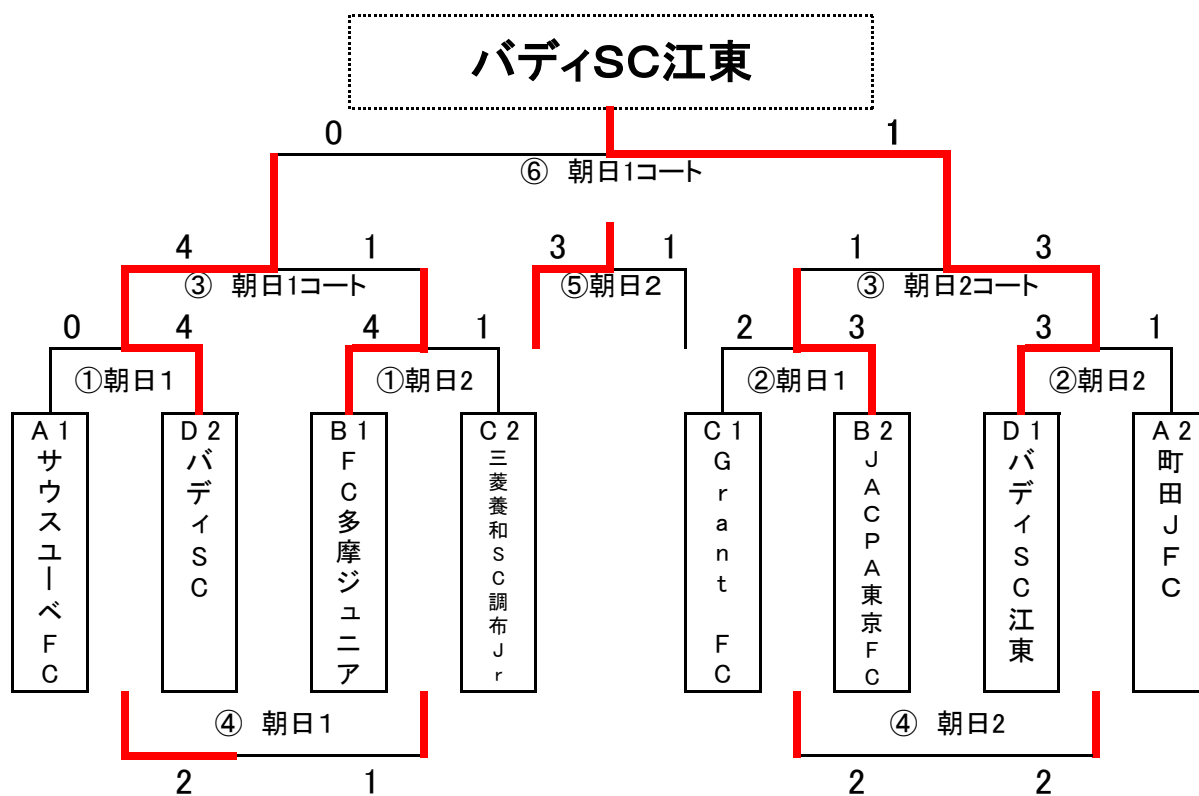 バディSC江東
0 1
⑥ 朝日1コート
4 1 3 1 1 3
③ 朝日1コート ⑤朝日2 ③ 朝日2コート
0 4 4 1 2 3 3 1
①朝日1 ①朝日2 ②朝日1 ②朝日2
A1 サウスユーベFC
D2 バディSC
B1 FC多摩ジュニア
C2 三菱養和SC調布Jr
C1 Grant FC
B2 JACPA東京FC
D1 バディSC江東
A2 町田JFC
④ 朝日1 ④ 朝日2
2 1 2 2